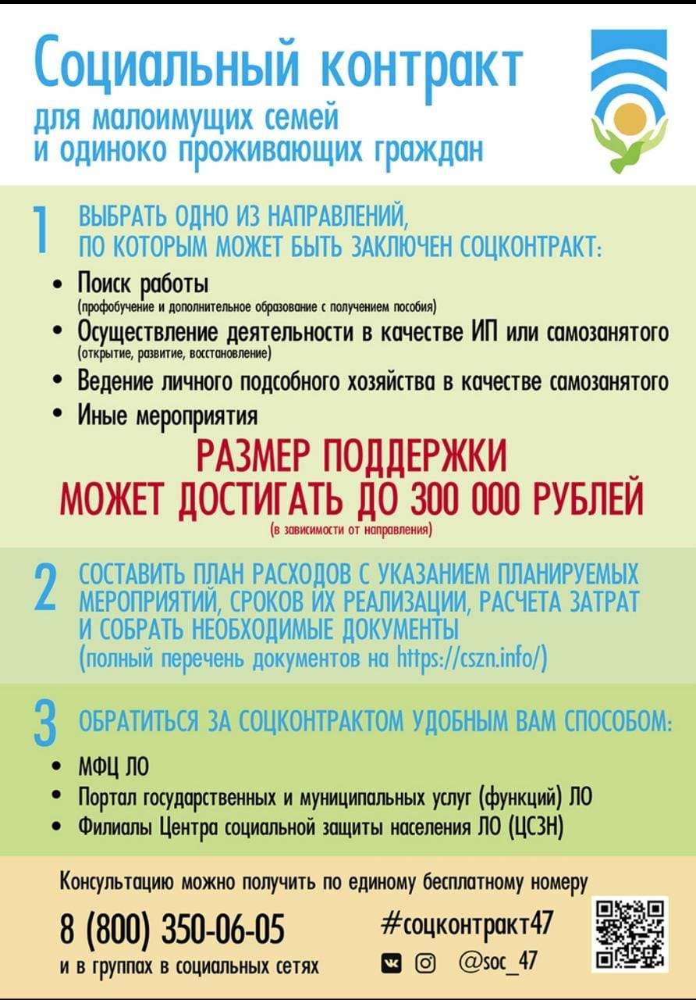 Социальный контракт
для малоимущих семей
и одиноко проживающих граждан
1 ВЫБРАТЬ ОДНО ИЗ НАПРАВЛЕНИЙ,
ПО КОТОРЫМ МОЖЕТ БЫТЬ ЗАКЛЮЧЕН СОЦКОНТРАКТ:
• Поиск работы
(профобучение и дополнительное образование с получением пособия)
• Осуществление деятельности в качестве ИП или самозанятого
(открытие, развитие, восстановление)
• Ведение личного подсобного хозяйства в качестве самозанятого
• Иные мероприятия
РАЗМЕР ПОДДЕРЖКИ
МОЖЕТ ДОСТИГАТЬ ДО 300 000 РУБЛЕЙ
(в зависимости от направления)
2 СОСТАВИТЬ ПЛАН РАСХОДОВ С УКАЗАНИЕМ ПЛАНИРУЕМЫХ
МЕРОПРИЯТИЙ, СРОКОВ ИХ РЕАЛИЗАЦИИ, РАСЧЕТА ЗАТРАТ
И СОБРАТЬ НЕОБХОДИМЫЕ ДОКУМЕНТЫ
(полный перечень документов на https://cszn.info/)
3 ОБРАТИТЬСЯ ЗА СОЦКОНТРАКТОМ УДОБНЫМ ВАМ СПОСОБОМ:
• МФЦ ЛО
• Портал государственных и муниципальных услуг (функций) ЛО
• Филиалы Центра социальной защиты населения ЛО (ЦСЗН)
Консультацию можно получить по единому бесплатному номеру
8 (800) 350-06-05
и в группах в социальных сетях
#соцконтракт47
@soc_47